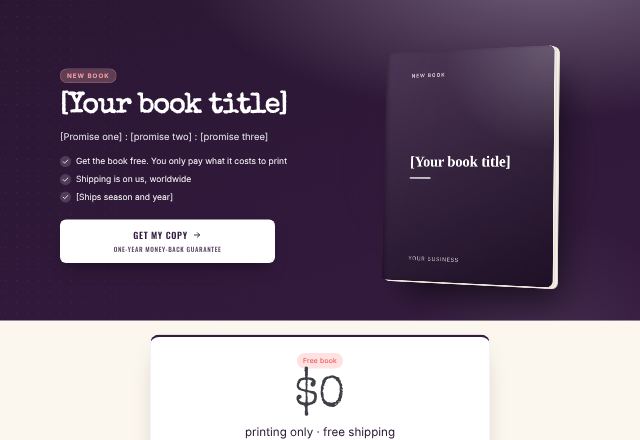 NEW BOOK
[Your book title]
[Promise one] : [promise two] : [promise three]
Get the book free. You only pay what it costs to print
Shipping is on us, worldwide
[Ships season and year]
GET MY COPY →
ONE-YEAR MONEY-BACK GUARANTEE
NEW BOOK
[Your book title]
YOUR BUSINESS
Free book
$0
printing only · free shipping